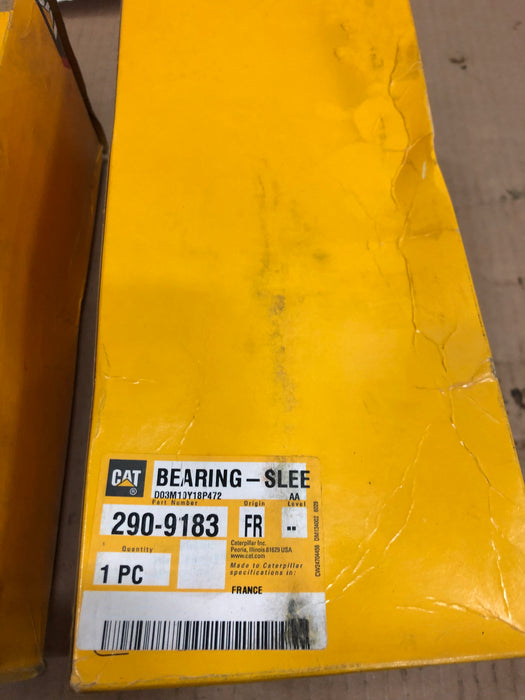 CAT
®
BEARING-SLEE
D03M10Y18P472 AA
Part Number Origin Level
290-9183 FR --
Quantity
1 PC
Caterpillar Inc.
Peoria, Illinois 61629 USA
www.cat.com
Made to Caterpillar
specifications in:
FRANCE